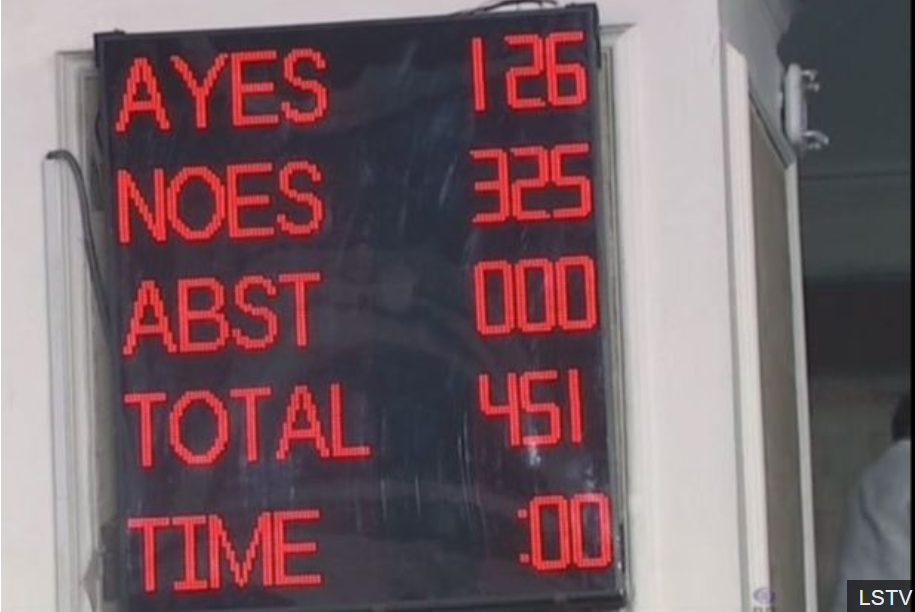 AYES 126
NOES 325
ABST 000
TOTAL 451
TIME :00
LSTV